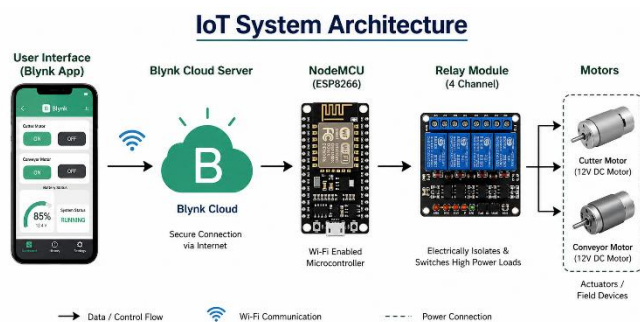 IoT System Architecture
User Interface
(Blynk App)
Blynk
Cutter Motor
ON
OFF
Conveyor Motor
ON
OFF
85%
System Status
RUNNING
Blynk Cloud Server
B
Blynk Cloud
Secure Connection
via Internet
NodeMCU
(ESP8266)
Wi-Fi Enabled
Microcontroller
Relay Module
(4 Channel)
Electrically Isolates &
Switches High Power Loads
Motors
Cutter Motor
(12V DC Motor)
Conveyor Motor
(12V DC Motor)
Actuators /
Field Devices
Data / Control Flow
Wi-Fi Communication
Power Connection